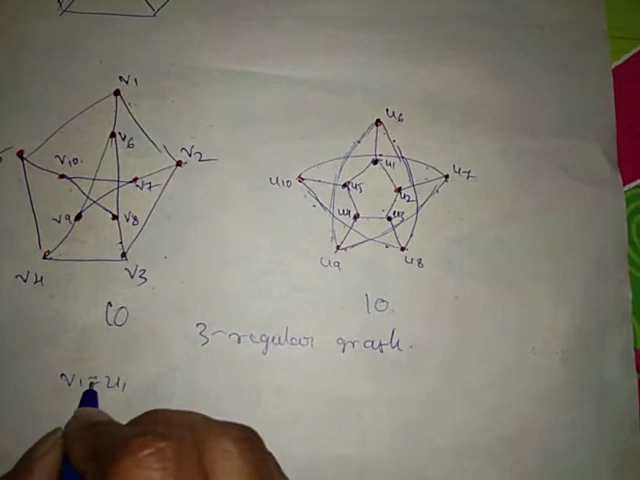 v1
v6
v2
5
v10
v7
v9
v8
v4
v3
10
u6
u1
u10
u5
u2
u7
u4
u3
u9
u8
10.
3-regular graph.
v1 ≅ u1